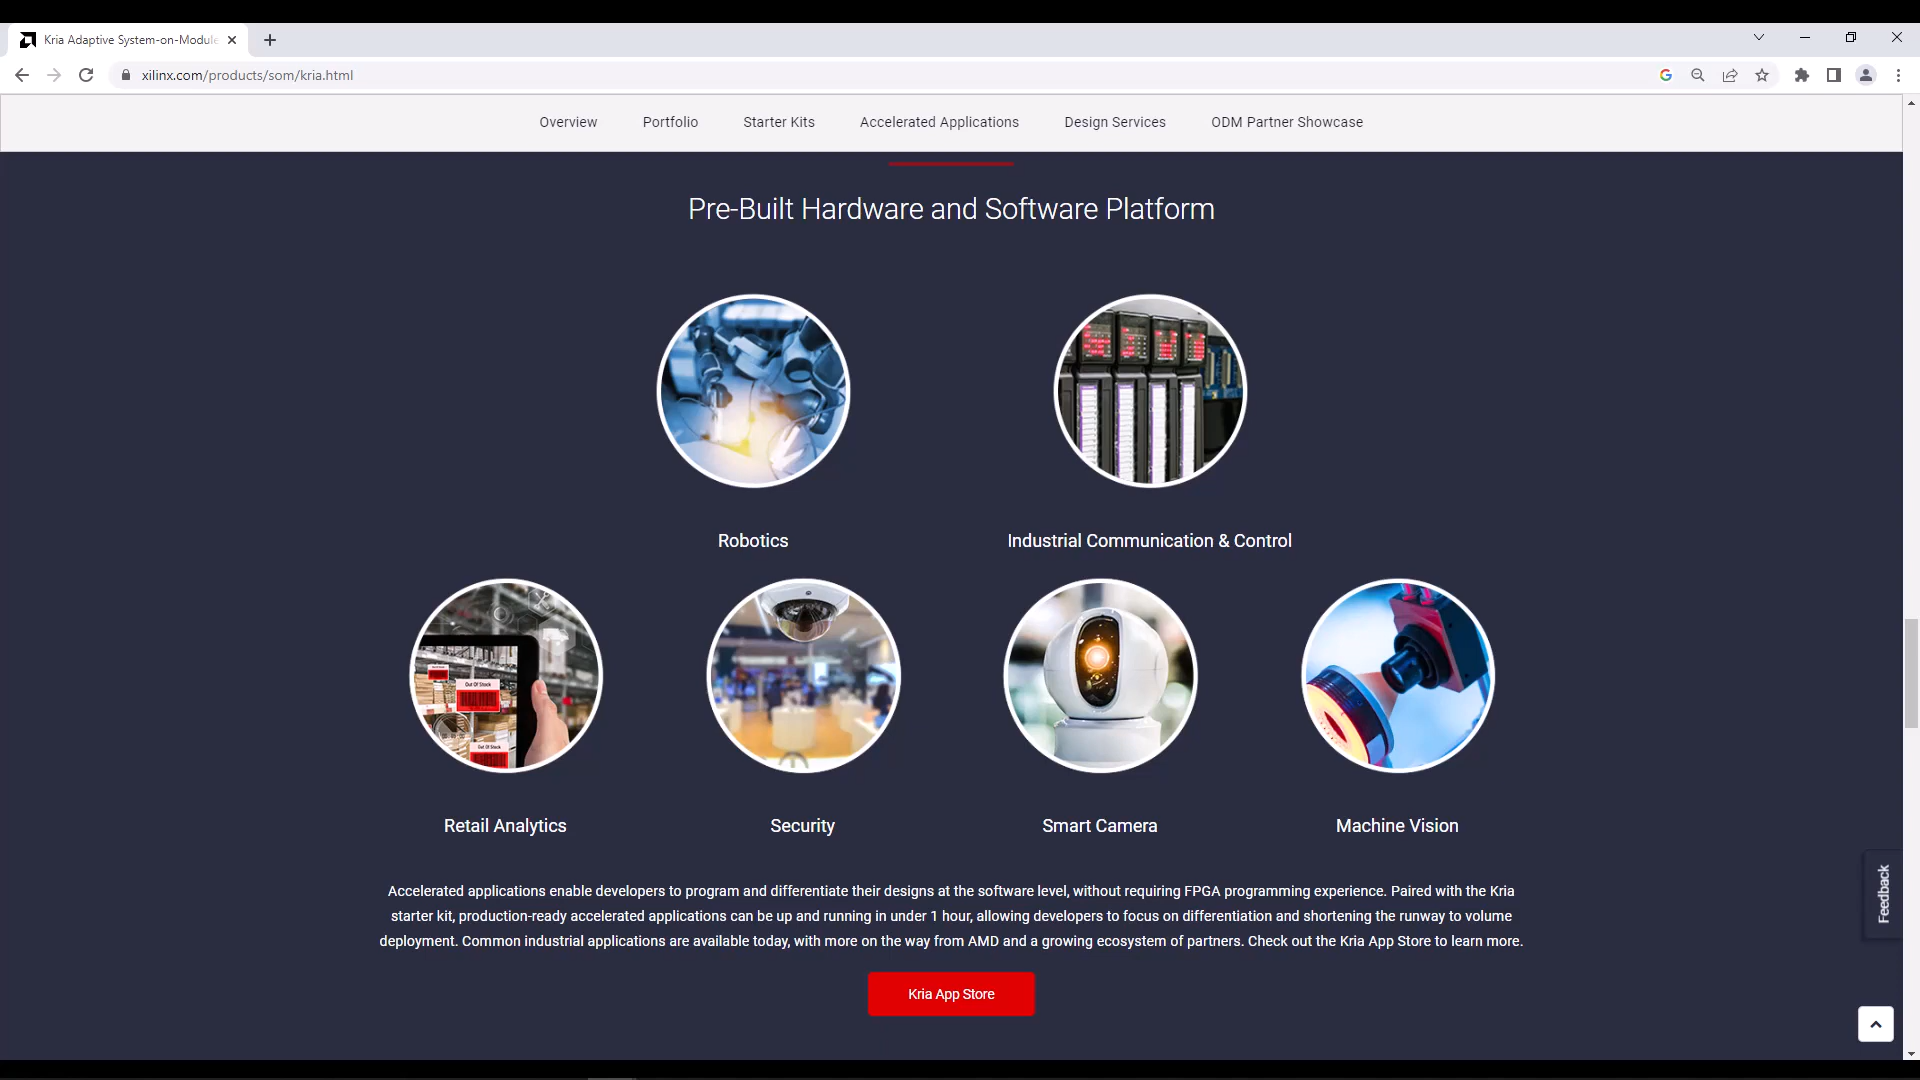 Kria Adaptive System-on-Module
xilinx.com/products/som/kria.html
Overview
Portfolio
Starter Kits
Accelerated Applications
Design Services
ODM Partner Showcase
Pre-Built Hardware and Software Platform
Robotics
Industrial Communication & Control
Out Of Stock
Out Of Stock
Retail Analytics
Security
Smart Camera
Machine Vision
Accelerated applications enable developers to program and differentiate their designs at the software level, without requiring FPGA programming experience. Paired with the Kria
starter kit, production-ready accelerated applications can be up and running in under 1 hour, allowing developers to focus on differentiation and shortening the runway to volume
deployment. Common industrial applications are available today, with more on the way from AMD and a growing ecosystem of partners. Check out the Kria App Store to learn more.
Feedback
Kria App Store